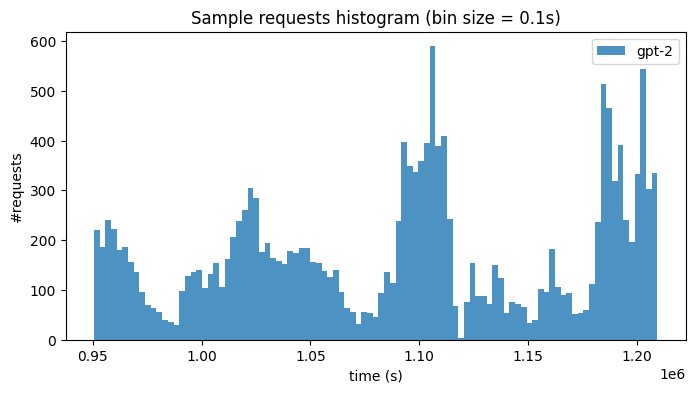 Sample requests histogram (bin size = 0.1s)
gpt-2
#requests
600
500
400
300
200
100
0
0.95
1.00
1.05
1.10
1.15
1.20
1e6
time (s)